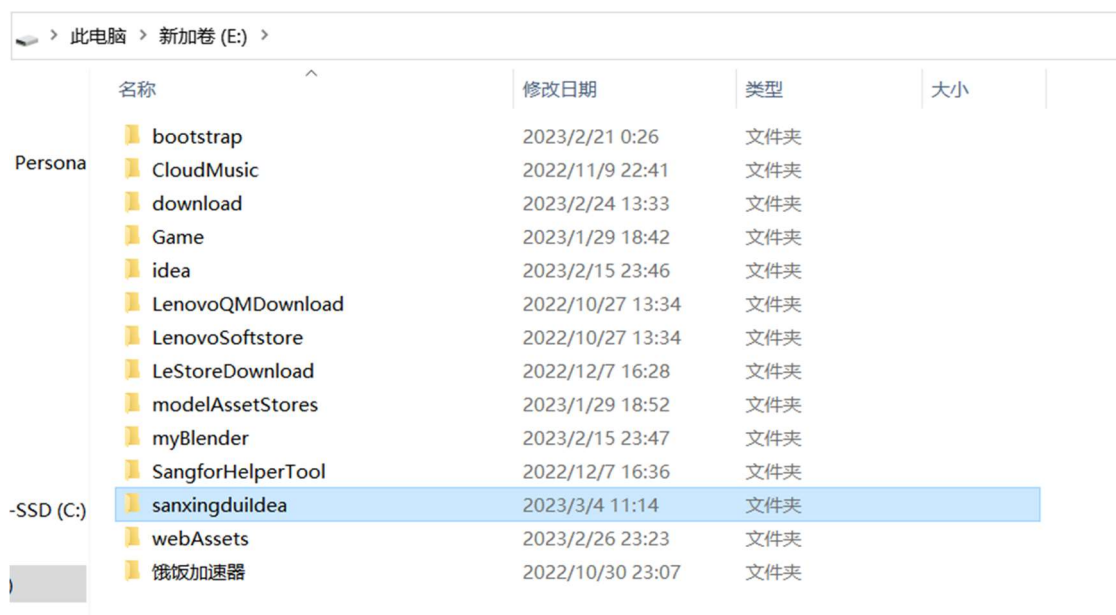 此电脑 新加卷 (E:)
名称 修改日期 类型 大小
bootstrap 2023/2/21 0:26 文件夹
Persona
CloudMusic 2022/11/9 22:41 文件夹
download 2023/2/24 13:33 文件夹
Game 2023/1/29 18:42 文件夹
idea 2023/2/15 23:46 文件夹
LenovoQMDownload 2022/10/27 13:34 文件夹
LenovoSoftstore 2022/10/27 13:34 文件夹
LeStoreDownload 2022/12/7 16:28 文件夹
modelAssetStores 2023/1/29 18:52 文件夹
myBlender 2023/2/15 23:47 文件夹
SangforHelperTool 2022/12/7 16:36 文件夹
-SSD (C:)
sanxingduiIdea 2023/3/4 11:14 文件夹
webAssets 2023/2/26 23:23 文件夹
)
饿饭加速器 2022/10/30 23:07 文件夹